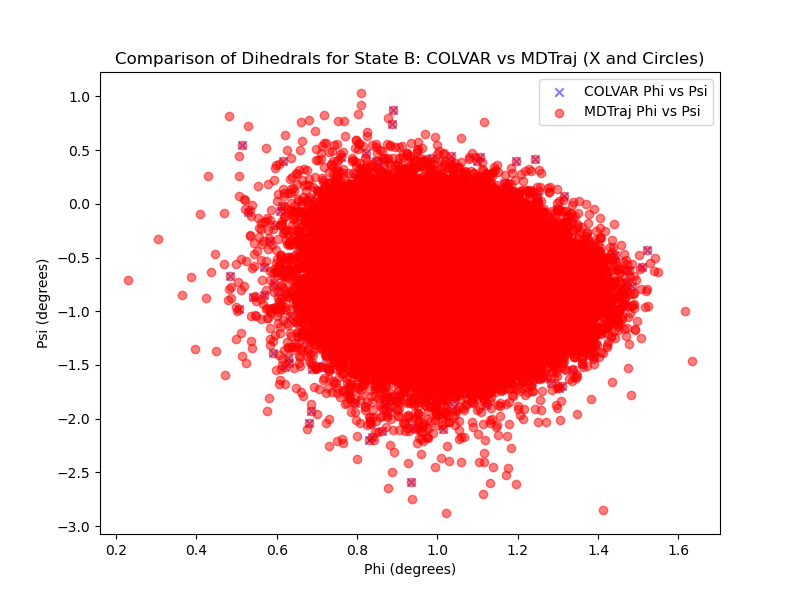 Comparison of Dihedrals for State B: COLVAR vs MDTraj (X and Circles)
COLVAR Phi vs Psi
MDTraj Phi vs Psi
1.0
0.5
0.0
−0.5
−1.0
−1.5
−2.0
−2.5
−3.0
Psi (degrees)
0.2 0.4 0.6 0.8 1.0 1.2 1.4 1.6
Phi (degrees)